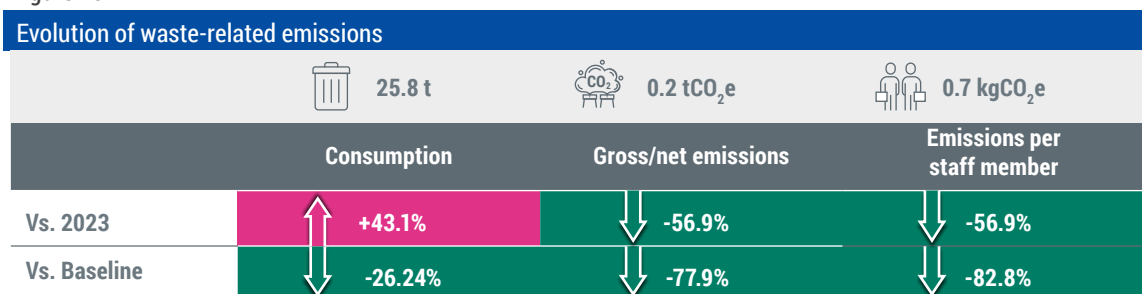 Evolution of waste-related emissions
25.8 t
CO₂
0.2 tCO₂e
0.7 kgCO₂e
Consumption
Gross/net emissions
Emissions per
staff member
Vs. 2023
+43.1%
-56.9%
-56.9%
Vs. Baseline
-26.24%
-77.9%
-82.8%